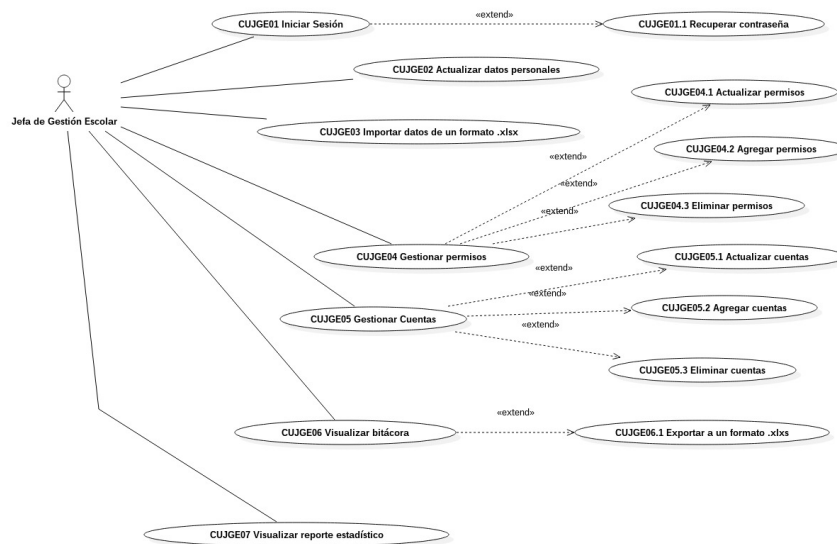 CUJGE01 Iniciar Sesión
«extend»
CUJGE01.1 Recuperar contraseña
CUJGE02 Actualizar datos personales
CUJGE04.1 Actualizar permisos
Jefa de Gestión Escolar
CUJGE03 Importar datos de un formato .xlsx
CUJGE04.2 Agregar permisos
«extend»
«extend»
CUJGE04.3 Eliminar permisos
«extend»
CUJGE04 Gestionar permisos
CUJGE05.1 Actualizar cuentas
«extend»
CUJGE05.2 Agregar cuentas
«extend»
CUJGE05 Gestionar Cuentas
«extend»
CUJGE05.3 Eliminar cuentas
«extend»
CUJGE06 Visualizar bitácora
CUJGE06.1 Exportar a un formato .xlxs
CUJGE07 Visualizar reporte estadístico